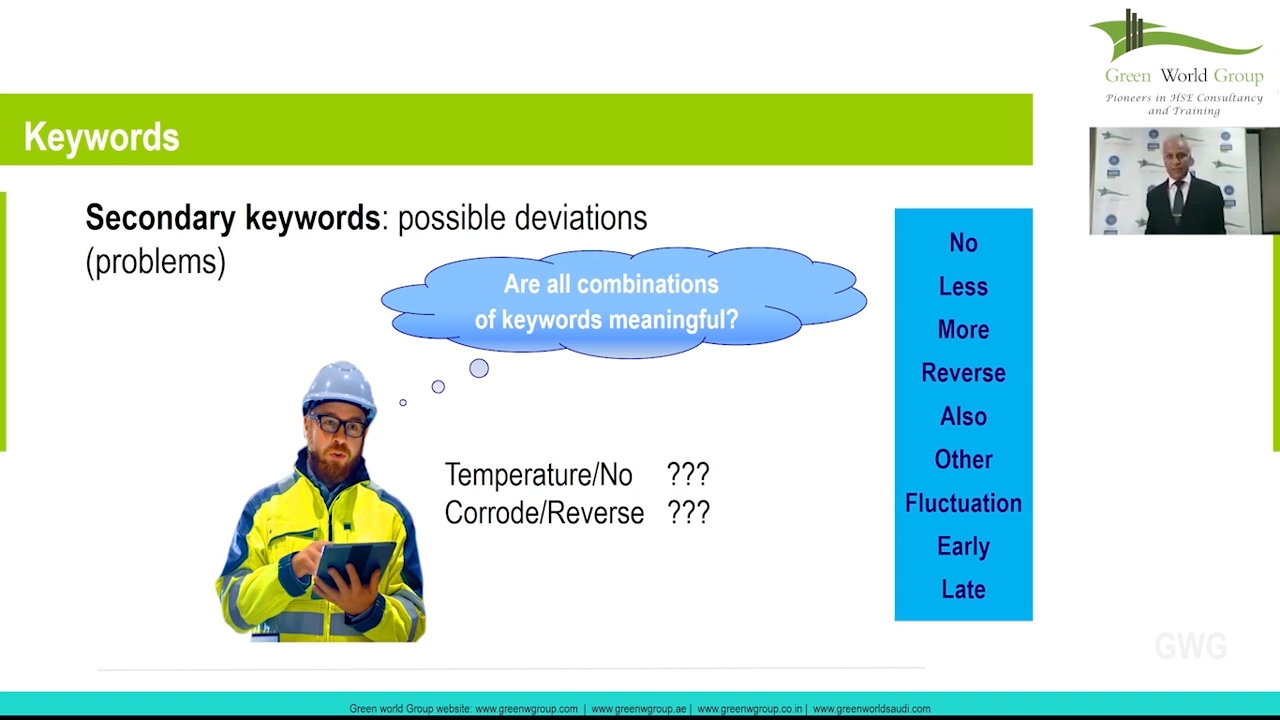 Green World Group
Pioneers in HSE Consultancy
and Training
Keywords
Secondary keywords: possible deviations
(problems)
Are all combinations
of keywords meaningful?
Temperature/No ???
Corrode/Reverse ???
No
Less
More
Reverse
Also
Other
Fluctuation
Early
Late
GWG
Green world Group website: www.greenwgroup.com | www.greenwgroup.ae | www.greenwgroup.co.in | www.greenworldsaudi.com